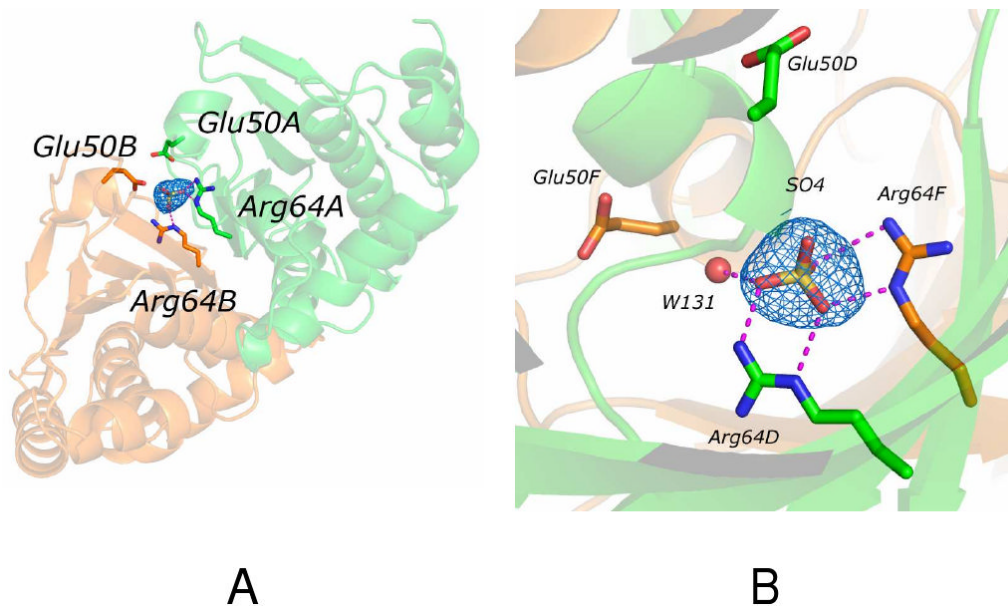 Glu50A
Glu50B
Arg64A
Arg64B
Glu50D
Glu50F
SO4
Arg64F
W131
Arg64D
A
B